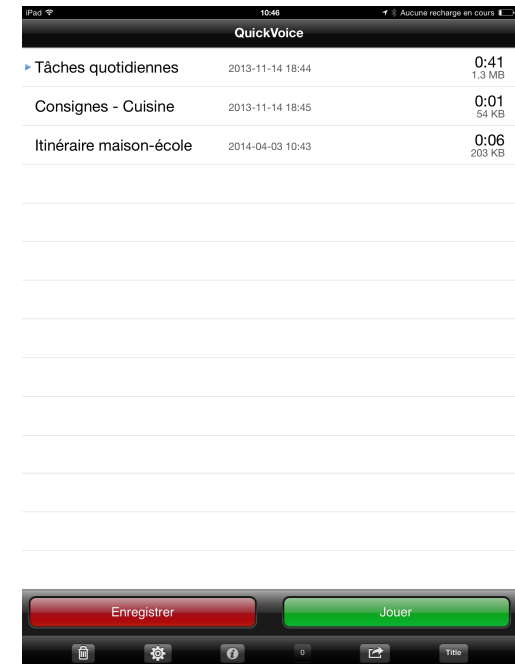 iPad 10:46 Aucune recharge en cours
QuickVoice
Tâches quotidiennes 2013-11-14 18:44 0:41
1.3 MB
Consignes - Cuisine 2013-11-14 18:45 0:01
54 KB
Itinéraire maison-école 2014-04-03 10:43 0:06
203 KB
Enregistrer Jouer
0 Title